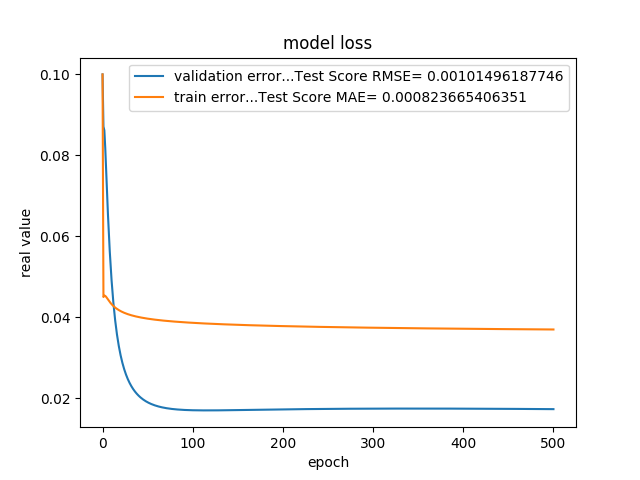 model loss
validation error...Test Score RMSE= 0.00101496187746
train error...Test Score MAE= 0.000823665406351
0.10
0.08
0.06
0.04
0.02
real value
0 100 200 300 400 500
epoch